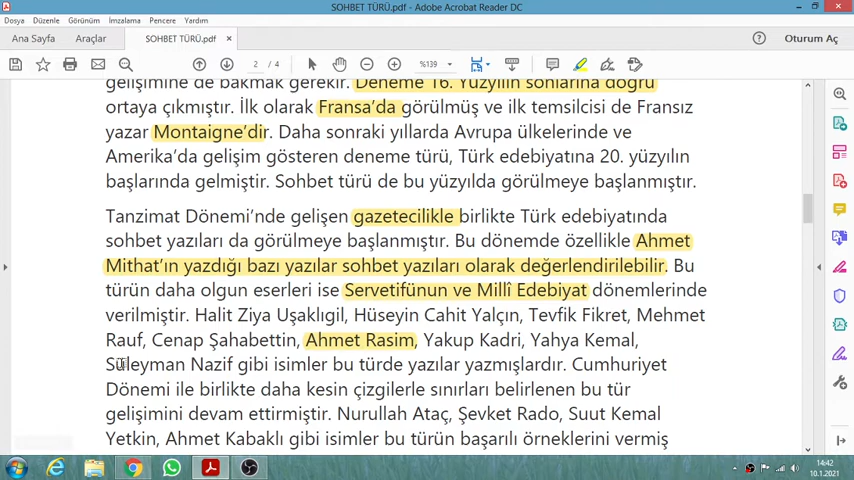 SOHBET TÜRÜ.pdf - Adobe Acrobat Reader DC
Dosya Düzenle Görünüm İmzalama Pencere Yardım
Ana Sayfa Araçlar SOHBET TÜRÜ.pdf × Oturum Aç
2 / 4 %139
gelişimine de bakmak gerekir. Deneme 16. Yüzyılın sonlarına doğru
ortaya çıkmıştır. İlk olarak Fransa’da görülmüş ve ilk temsilcisi de Fransız
yazar Montaigne’dir. Daha sonraki yıllarda Avrupa ülkelerinde ve
Amerika’da gelişim gösteren deneme türü, Türk edebiyatına 20. yüzyılın
başlarında gelmiştir. Sohbet türü de bu yüzyılda görülmeye başlanmıştır.
Tanzimat Dönemi’nde gelişen gazetecilikle birlikte Türk edebiyatında
sohbet yazıları da görülmeye başlanmıştır. Bu dönemde özellikle Ahmet
Mithat’ın yazdığı bazı yazılar sohbet yazıları olarak değerlendirilebilir. Bu
türün daha olgun eserleri ise Servetifünun ve Millî Edebiyat dönemlerinde
verilmiştir. Halit Ziya Uşaklıgil, Hüseyin Cahit Yalçın, Tevfik Fikret, Mehmet
Rauf, Cenap Şahabettin, Ahmet Rasim, Yakup Kadri, Yahya Kemal,
Süleyman Nazif gibi isimler bu türde yazılar yazmışlardır. Cumhuriyet
Dönemi ile birlikte daha kesin çizgilerle sınırları belirlenen bu tür
gelişimini devam ettirmiştir. Nurullah Ataç, Şevket Rado, Suut Kemal
Yetkin, Ahmet Kabaklı gibi isimler bu türün başarılı örneklerini vermiş
14:42
10.1.2021